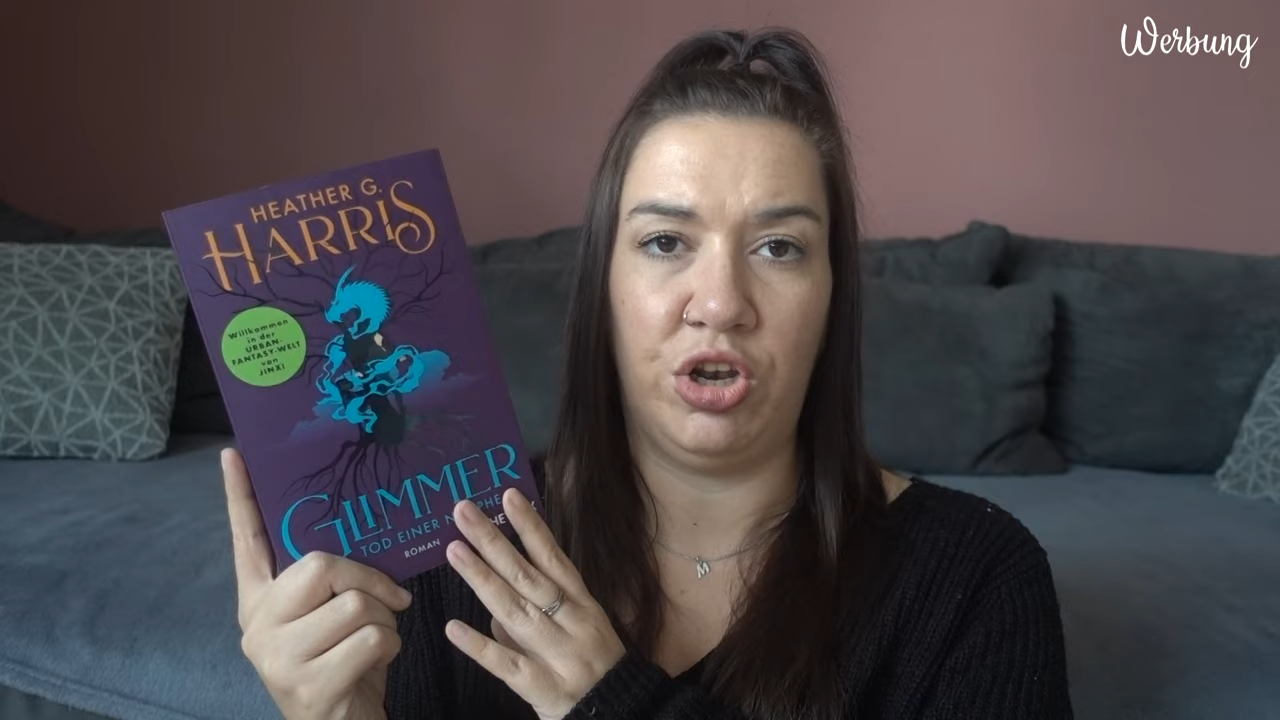 Werbung
HEATHER G.
HARRIS
Willkommen
in der
URBAN-
FANTASY-WELT
von
JINX!
GLIMMER
TOD EINER
ROMAN
M